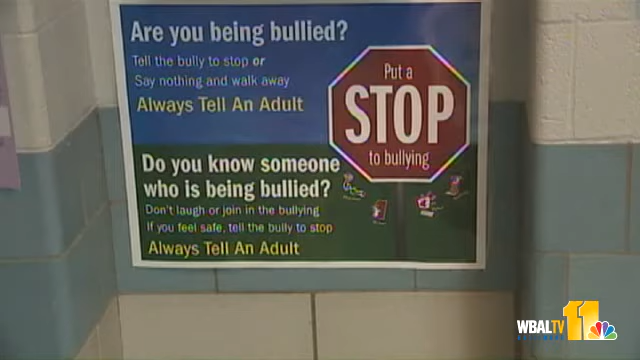 Are you being bullied?
Tell the bully to stop or
Say nothing and walk away
Always Tell An Adult
Put a
STOP
to bullying
Do you know someone
who is being bullied?
Don't laugh or join in the bullying
If you feel safe, tell the bully to stop
Always Tell An Adult
WBALTV 11